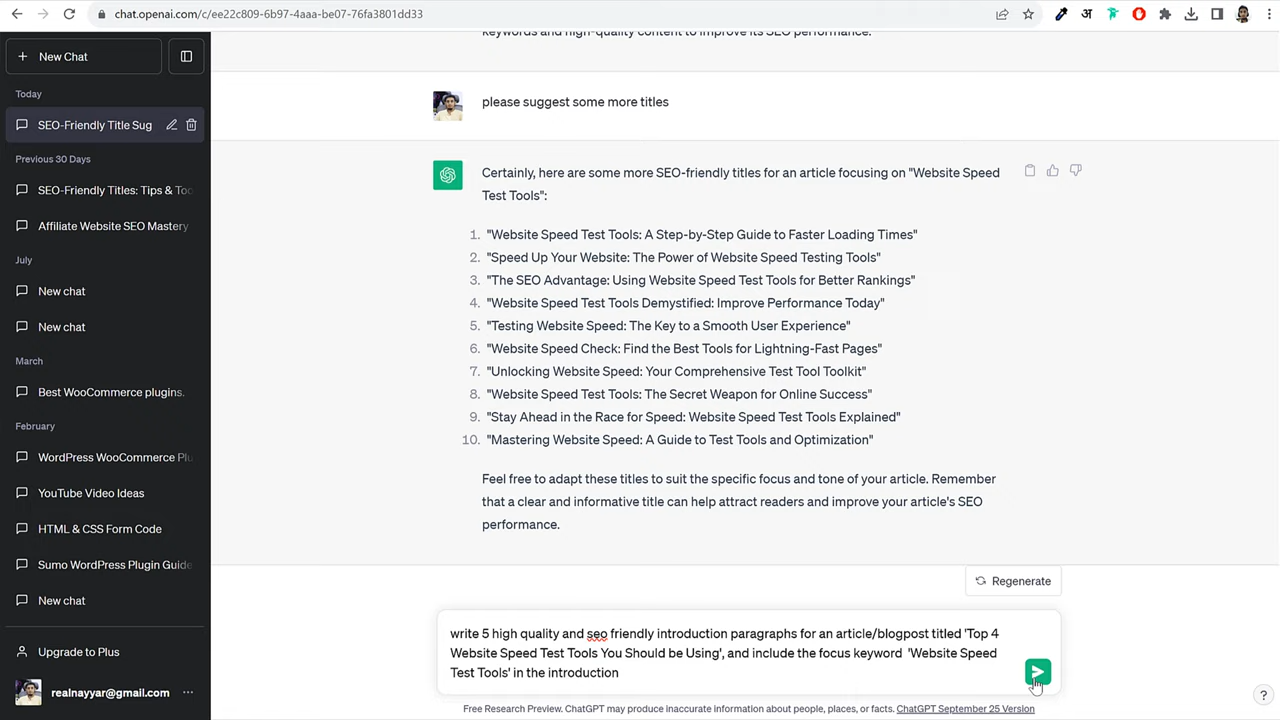 chat.openai.com/c/ee22c809-6b97-4aaa-be07-76fa3801dd33
अ
New Chat
Today
SEO-Friendly Title Sug
Previous 30 Days
SEO-Friendly Titles: Tips & Too
Affiliate Website SEO Mastery
July
New chat
New chat
March
Best WooCommerce plugins.
February
WordPress WooCommerce Plu
YouTube Video Ideas
HTML & CSS Form Code
Sumo WordPress Plugin Guide
New chat
Upgrade to Plus
realnayyar@gmail.com
keywords and high-quality content to improve its SEO performance.
please suggest some more titles
Certainly, here are some more SEO-friendly titles for an article focusing on "Website Speed
Test Tools":
1. "Website Speed Test Tools: A Step-by-Step Guide to Faster Loading Times"
2. "Speed Up Your Website: The Power of Website Speed Testing Tools"
3. "The SEO Advantage: Using Website Speed Test Tools for Better Rankings"
4. "Website Speed Test Tools Demystified: Improve Performance Today"
5. "Testing Website Speed: The Key to a Smooth User Experience"
6. "Website Speed Check: Find the Best Tools for Lightning-Fast Pages"
7. "Unlocking Website Speed: Your Comprehensive Test Tool Toolkit"
8. "Website Speed Test Tools: The Secret Weapon for Online Success"
9. "Stay Ahead in the Race for Speed: Website Speed Test Tools Explained"
10. "Mastering Website Speed: A Guide to Test Tools and Optimization"
Feel free to adapt these titles to suit the specific focus and tone of your article. Remember
that a clear and informative title can help attract readers and improve your article's SEO
performance.
Regenerate
write 5 high quality and seo friendly introduction paragraphs for an article/blogpost titled 'Top 4
Website Speed Test Tools You Should be Using', and include the focus keyword 'Website Speed
Test Tools' in the introduction
Free Research Preview. ChatGPT may produce inaccurate information about people, places, or facts. ChatGPT September 25 Version
?